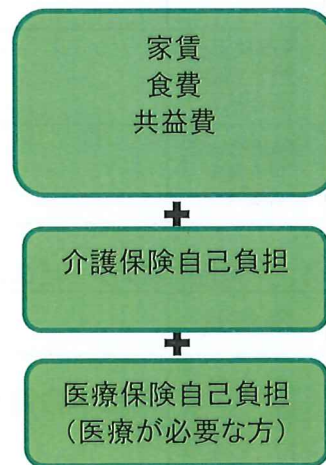 家賃
食費
共益費
+
介護保険自己負担
+
医療保険自己負担
（医療が必要な方）